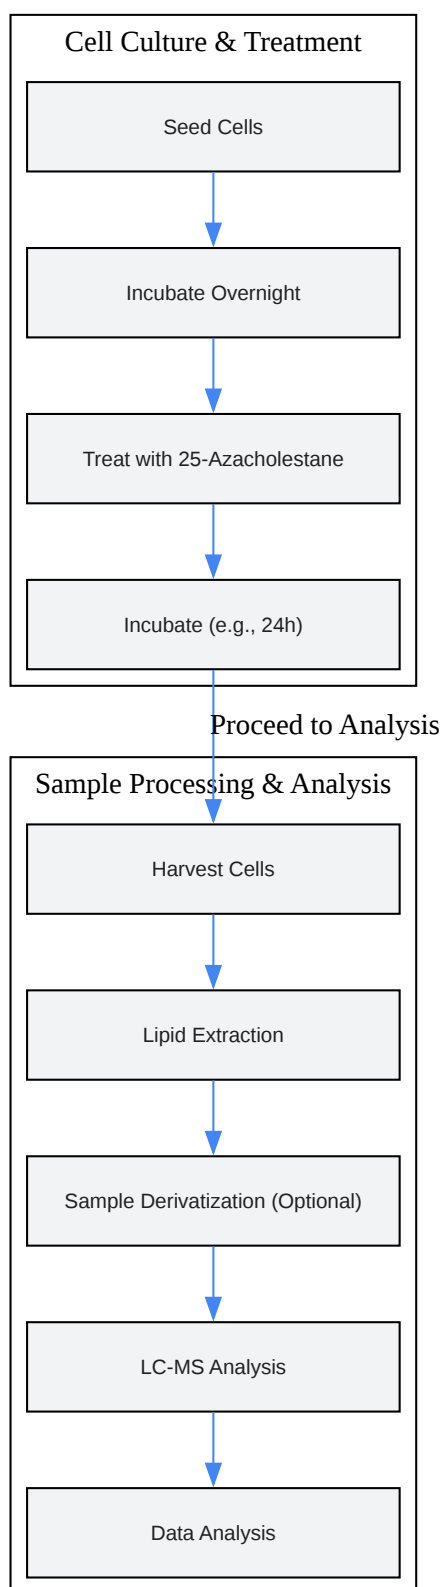 Cell Culture & Treatment
Seed Cells
Incubate Overnight
Treat with 25-Azacholestane
Incubate (e.g., 24h)
Proceed to Analysis
Sample Processing & Analysis
Harvest Cells
Lipid Extraction
Sample Derivatization (Optional)
LC-MS Analysis
Data Analysis